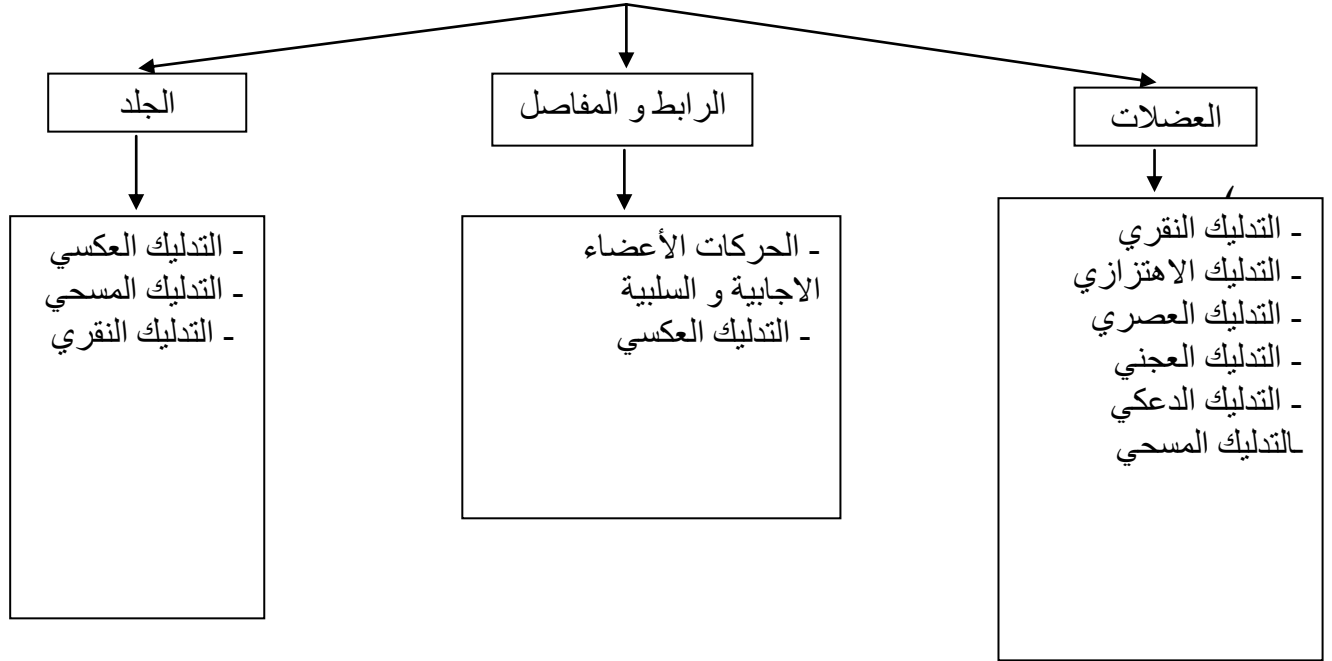 العضلات
- التدليك النقري
- التدليك الاهتزازي
- التدليك العصري
- التدليك العجني
- التدليك الدعكي
-التدليك المسحي
الرابط و المفاصل
- الحركات الأعضاء
الاجابية و السلبية
- التدليك العكسي
الجلد
- التدليك العكسي
- التدليك المسحي
- التدليك النقري